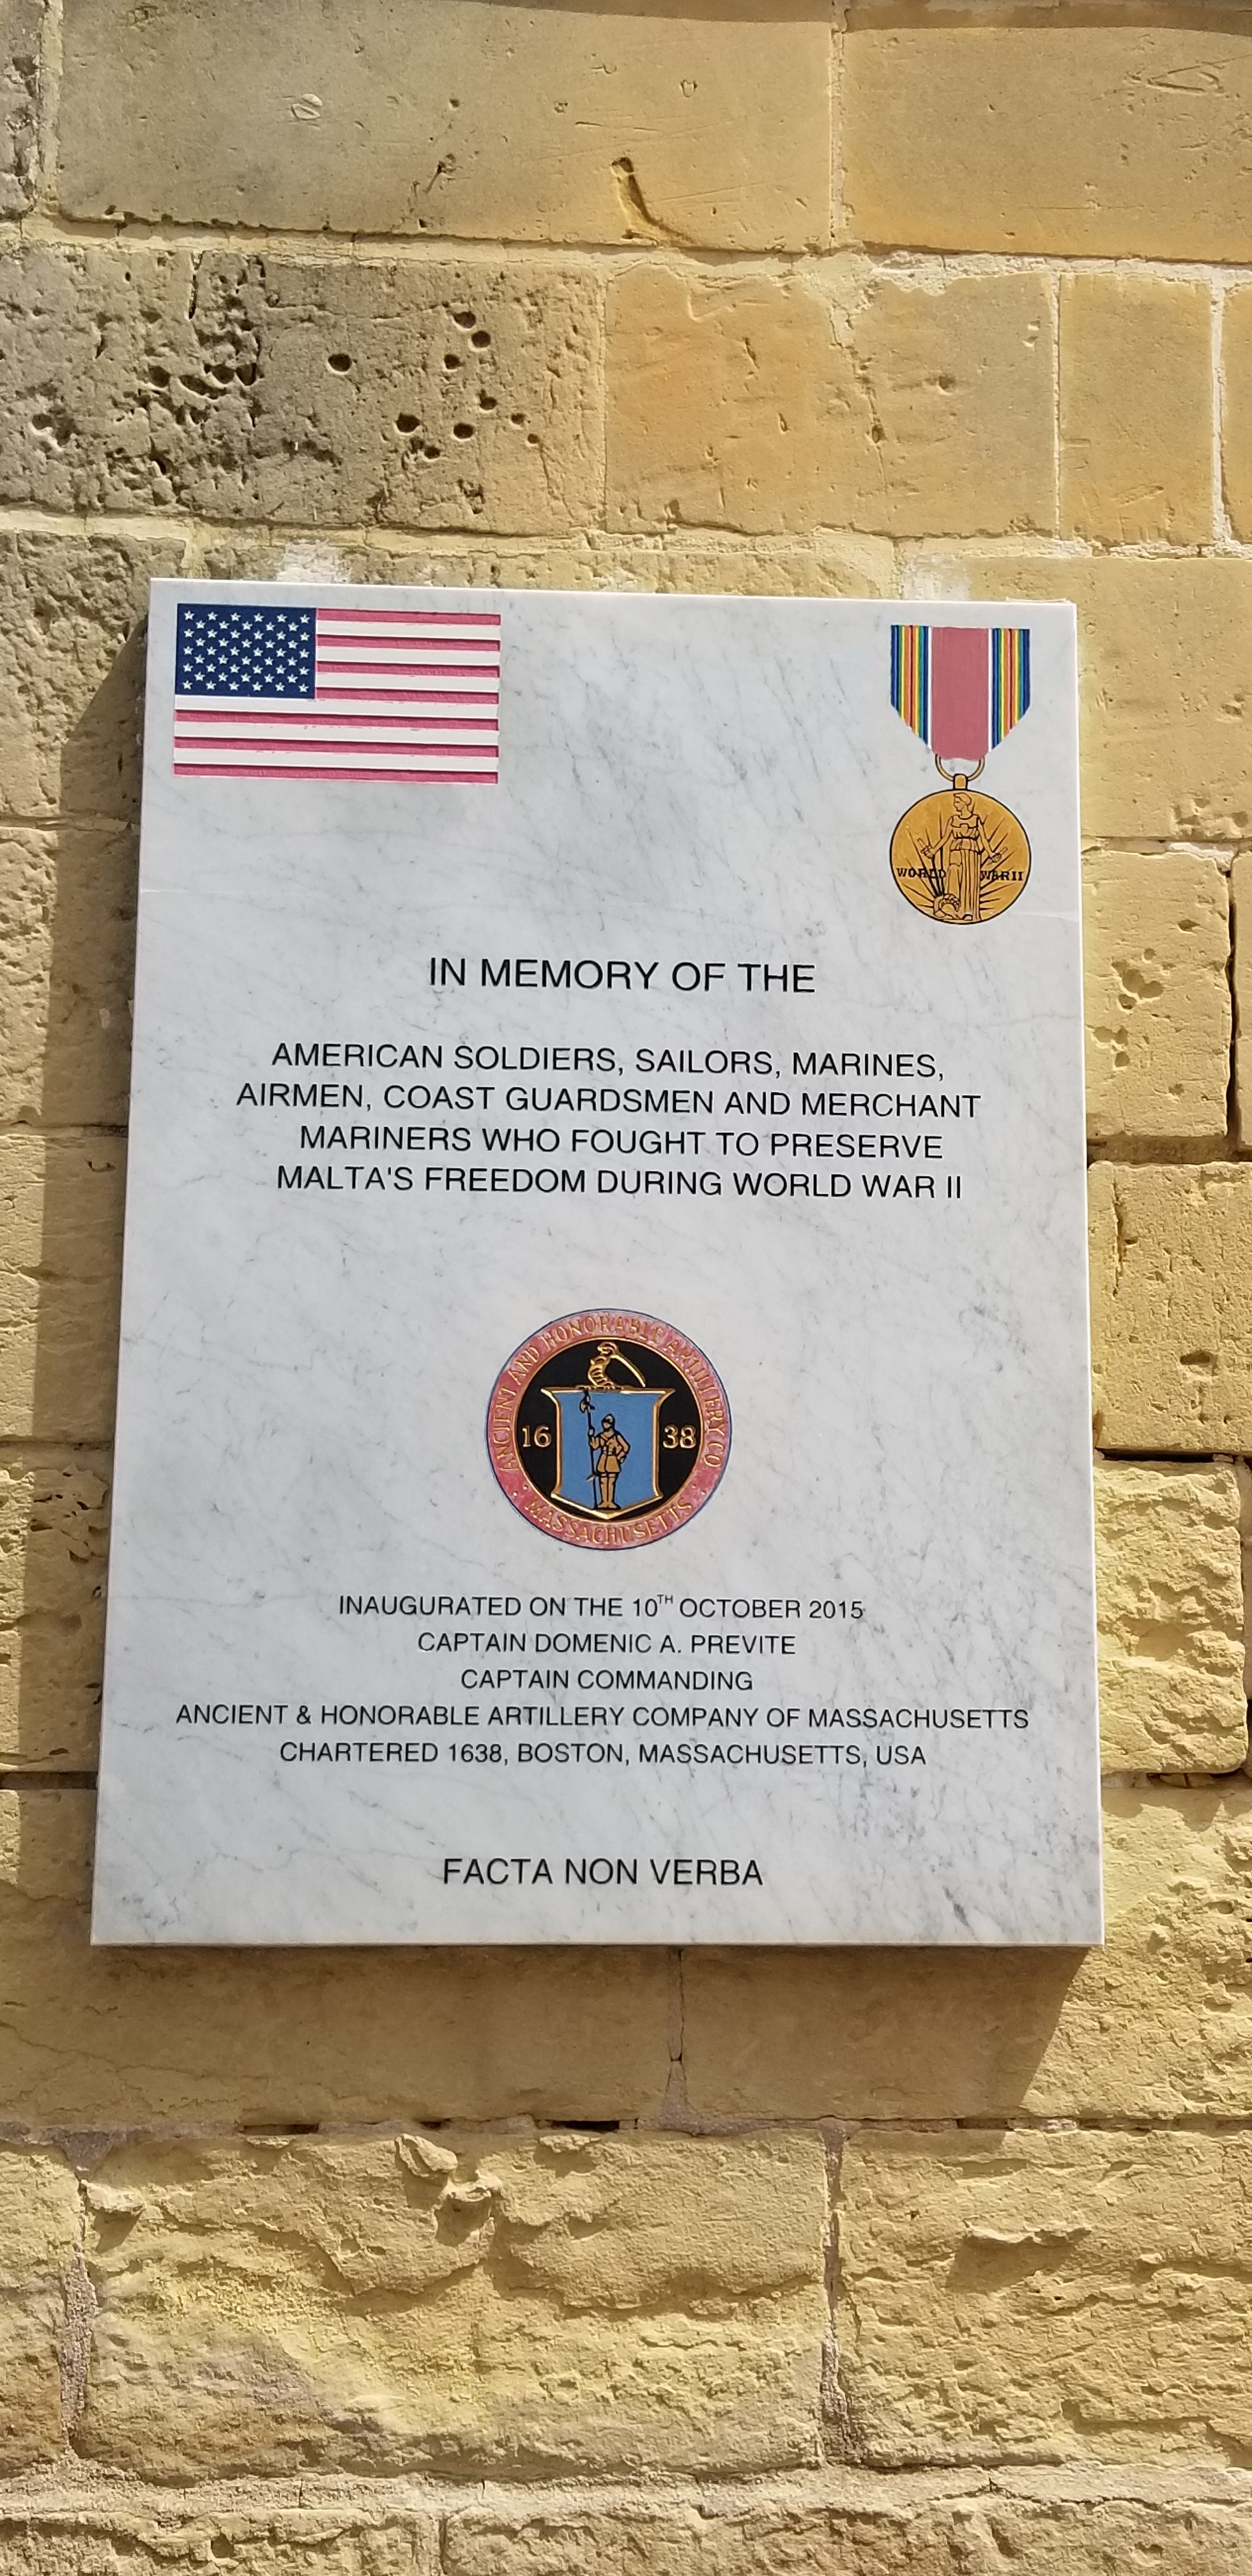 WORLD WAR II
IN MEMORY OF THE
AMERICAN SOLDIERS, SAILORS, MARINES,
AIRMEN, COAST GUARDSMEN AND MERCHANT
MARINERS WHO FOUGHT TO PRESERVE
MALTA'S FREEDOM DURING WORLD WAR II
ANCIENT AND HONORABLE ARTILLERY CO
16 38
MASSACHUSETTS
INAUGURATED ON THE 10TH OCTOBER 2015
CAPTAIN DOMENIC A. PREVITE
CAPTAIN COMMANDING
ANCIENT & HONORABLE ARTILLERY COMPANY OF MASSACHUSETTS
CHARTERED 1638, BOSTON, MASSACHUSETTS, USA
FACTA NON VERBA